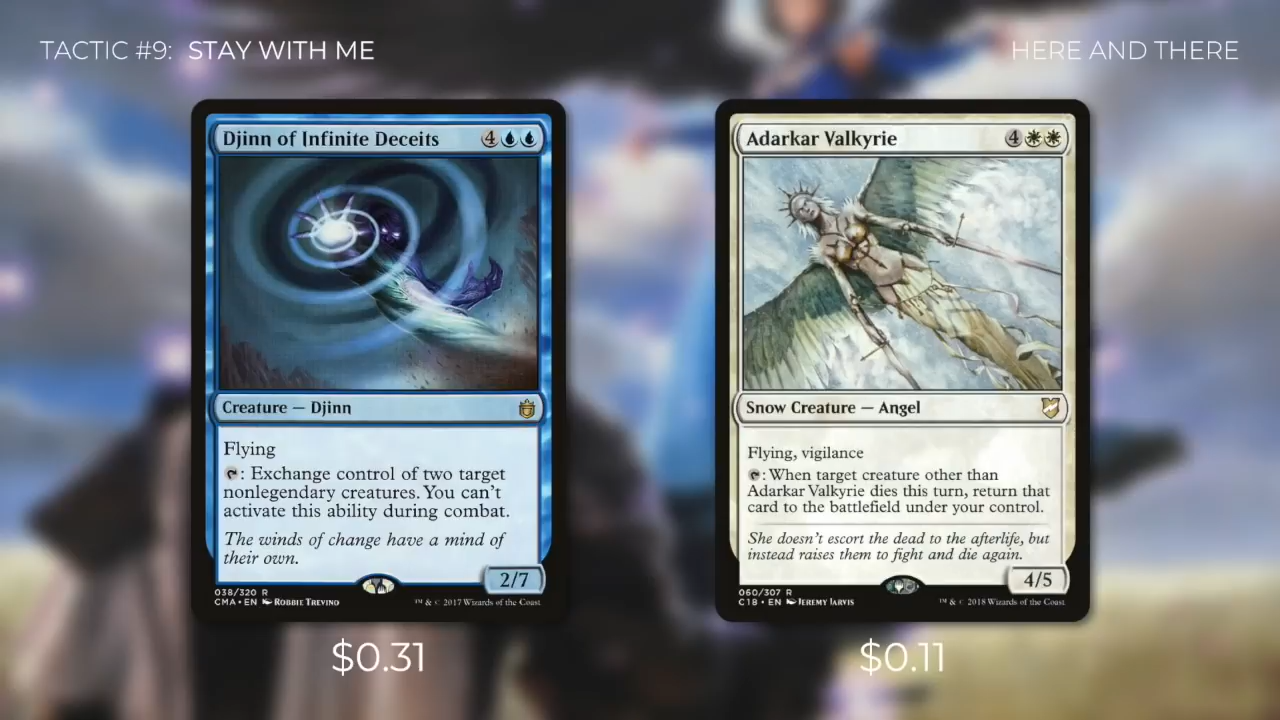 TACTIC #9: STAY WITH ME
HERE AND THERE
Djinn of Infinite Deceits 4
Creature — Djinn
Flying
: Exchange control of two target
nonlegendary creatures. You can't
activate this ability during combat.
The winds of change have a mind of
their own.
2/7
038/320 R
CMA • EN Robbie Trevino
™ & © 2017 Wizards of the Coast
$0.31
Adarkar Valkyrie 4
Snow Creature — Angel
Flying, vigilance
: When target creature other than
Adarkar Valkyrie dies this turn, return that
card to the battlefield under your control.
She doesn't escort the dead to the afterlife, but
instead raises them to fight and die again.
4/5
060/307 R
C18 • EN Jeremy Jarvis
™ & © 2018 Wizards of the Coast
$0.11